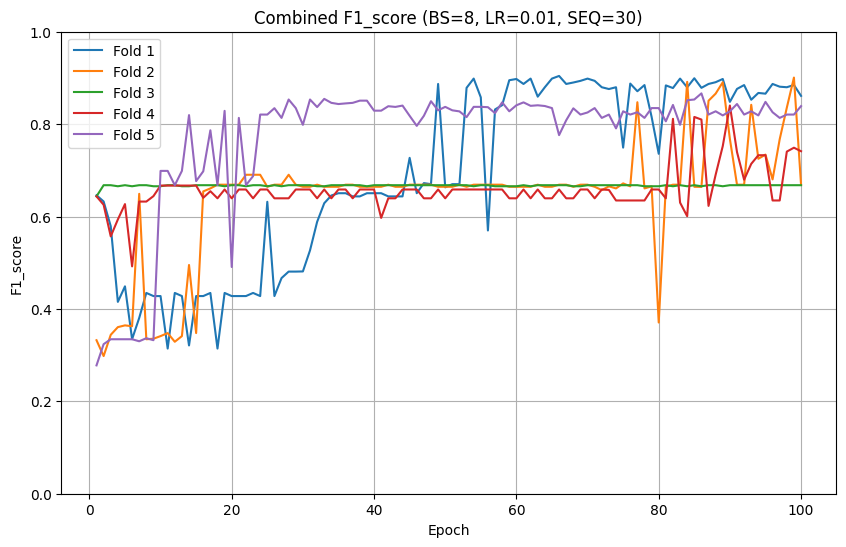 Combined F1_score (BS=8, LR=0.01, SEQ=30)
Fold 1
Fold 2
Fold 3
Fold 4
Fold 5
1.0
0.8
0.6
0.4
0.2
0.0
F1_score
0 20 40 60 80 100
Epoch